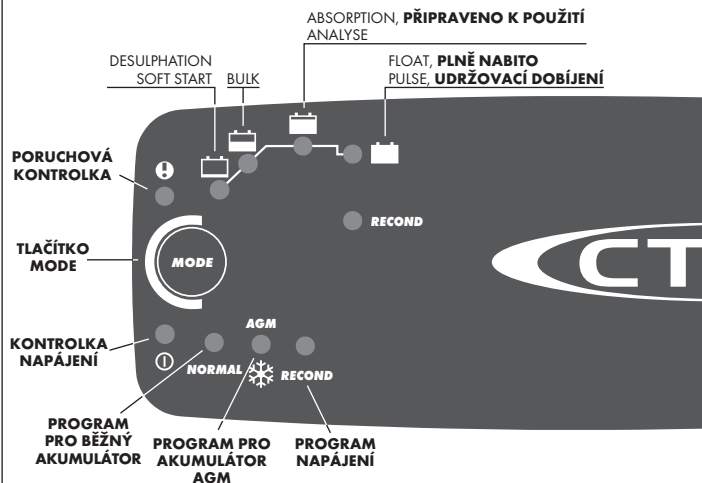 ABSORPTION, PŘIPRAVENO K POUŽITÍ
ANALYSE
DESULPHATION
SOFT START
BULK
FLOAT, PLNĚ NABITO
PULSE, UDRŽOVACÍ DOBÍJENÍ
PORUCHOVÁ
KONTROLKA
RECOND
TLAČÍTKO
MODE
MODE
CT
KONTROLKA
NAPÁJENÍ
AGM
NORMAL
RECOND
PROGRAM
PRO BĚŽNÝ
AKUMULÁTOR
PROGRAM PRO
AKUMULÁTOR
AGM
PROGRAM
NAPÁJENÍ